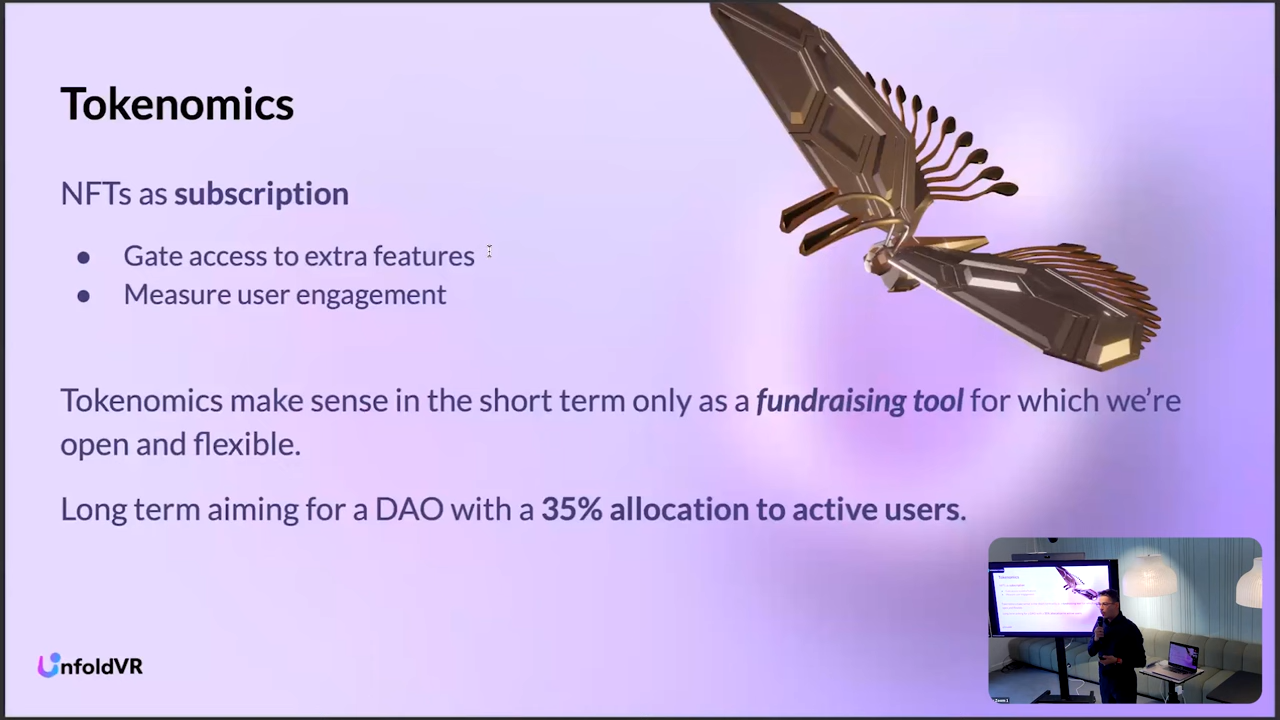 Tokenomics
NFTs as subscription
● Gate access to extra features
● Measure user engagement
Tokenomics make sense in the short term only as a fundraising tool for which we’re
open and flexible.
Long term aiming for a DAO with a 35% allocation to active users.
UnfoldVR